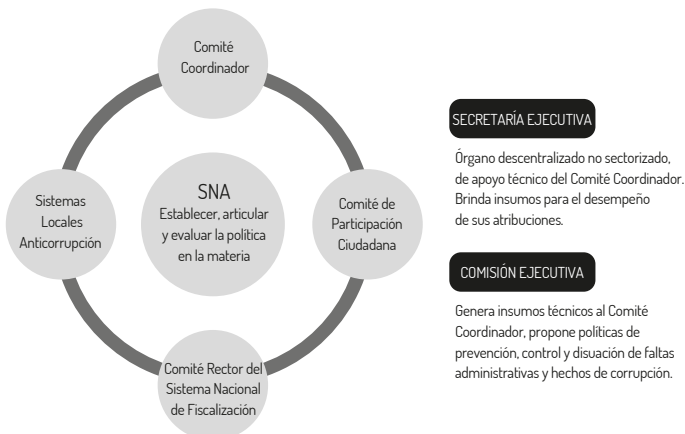 Comité
Coordinador
Sistemas
Locales
Anticorrupción
SNA
Establecer, articular
y evaluar la política
en la materia
Comité de
Participación
Ciudadana
Comité Rector del
Sistema Nacional
de Fiscalización
SECRETARÍA EJECUTIVA
Órgano descentralizado no sectorizado,
de apoyo técnico del Comité Coordinador.
Brinda insumos para el desempeño
de sus atribuciones.
COMISIÓN EJECUTIVA
Genera insumos técnicos al Comité
Coordinador, propone políticas de
prevención, control y disuación de faltas
administrativas y hechos de corrupción.